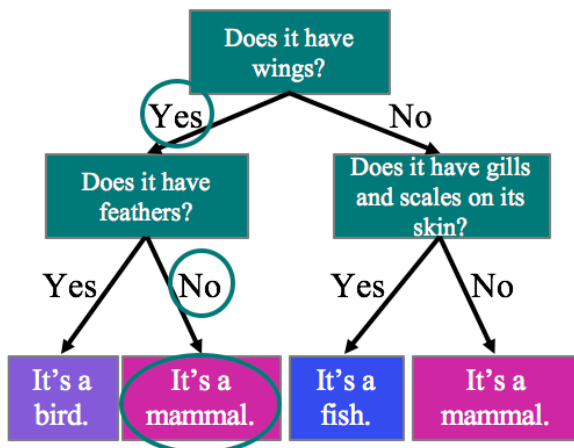 Does it have
wings?
Yes
No
Does it have
feathers?
Does it have gills
and scales on its
skin?
Yes
No
Yes
No
It's a
bird.
It's a
mammal.
It's a
fish.
It's a
mammal.